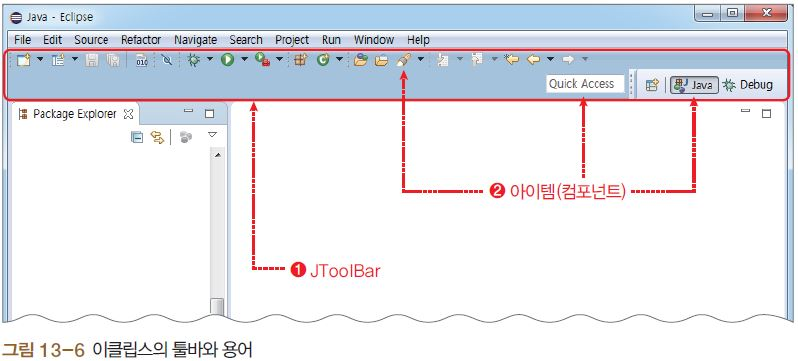 Java - Eclipse
File Edit Source Refactor Navigate Search Project Run Window Help
010
Quick Access
Java
Debug
Package Explorer
❷ 아이템(컴포넌트)
❶ JToolBar
그림 13-6 이클립스의 툴바와 용어